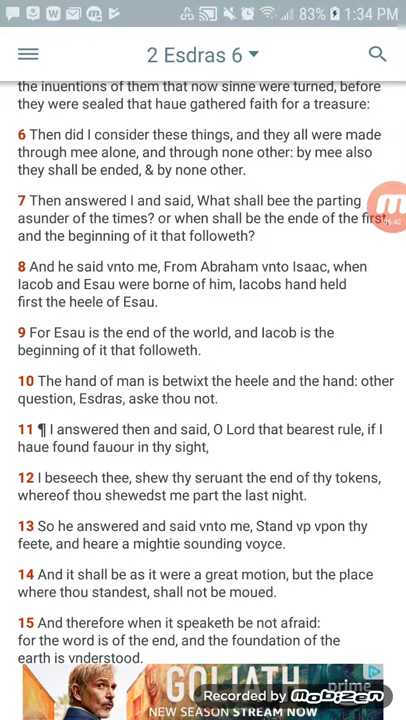 83% 1:34 PM
2 Esdras 6
the inuentions of them that now sinne were turned, before
they were sealed that haue gathered faith for a treasure:
6 Then did I consider these things, and they all were made
through mee alone, and through none other: by mee also
they shall be ended, & by none other.
7 Then answered I and said, What shall bee the parting
asunder of the times? or when shall be the ende of the first,
and the beginning of it that followeth?
05:42
8 And he said vnto me, From Abraham vnto Isaac, when
Iacob and Esau were borne of him, Iacobs hand held
first the heele of Esau.
9 For Esau is the end of the world, and Iacob is the
beginning of it that followeth.
10 The hand of man is betwixt the heele and the hand: other
question, Esdras, aske thou not.
11 ¶ I answered then and said, O Lord that bearest rule, if I
haue found fauour in thy sight,
12 I beseech thee, shew thy seruant the end of thy tokens,
whereof thou shewedst me part the last night.
13 So he answered and said vnto me, Stand vp vpon thy
feete, and heare a mightie sounding voyce.
14 And it shall be as it were a great motion, but the place
where thou standest, shall not be moued.
15 And therefore when it speaketh be not afraid:
for the word is of the end, and the foundation of the
earth is vnderstood.
GOLIATH
prime
NEW SEASON STREAM NOW
Recorded by Mobizen